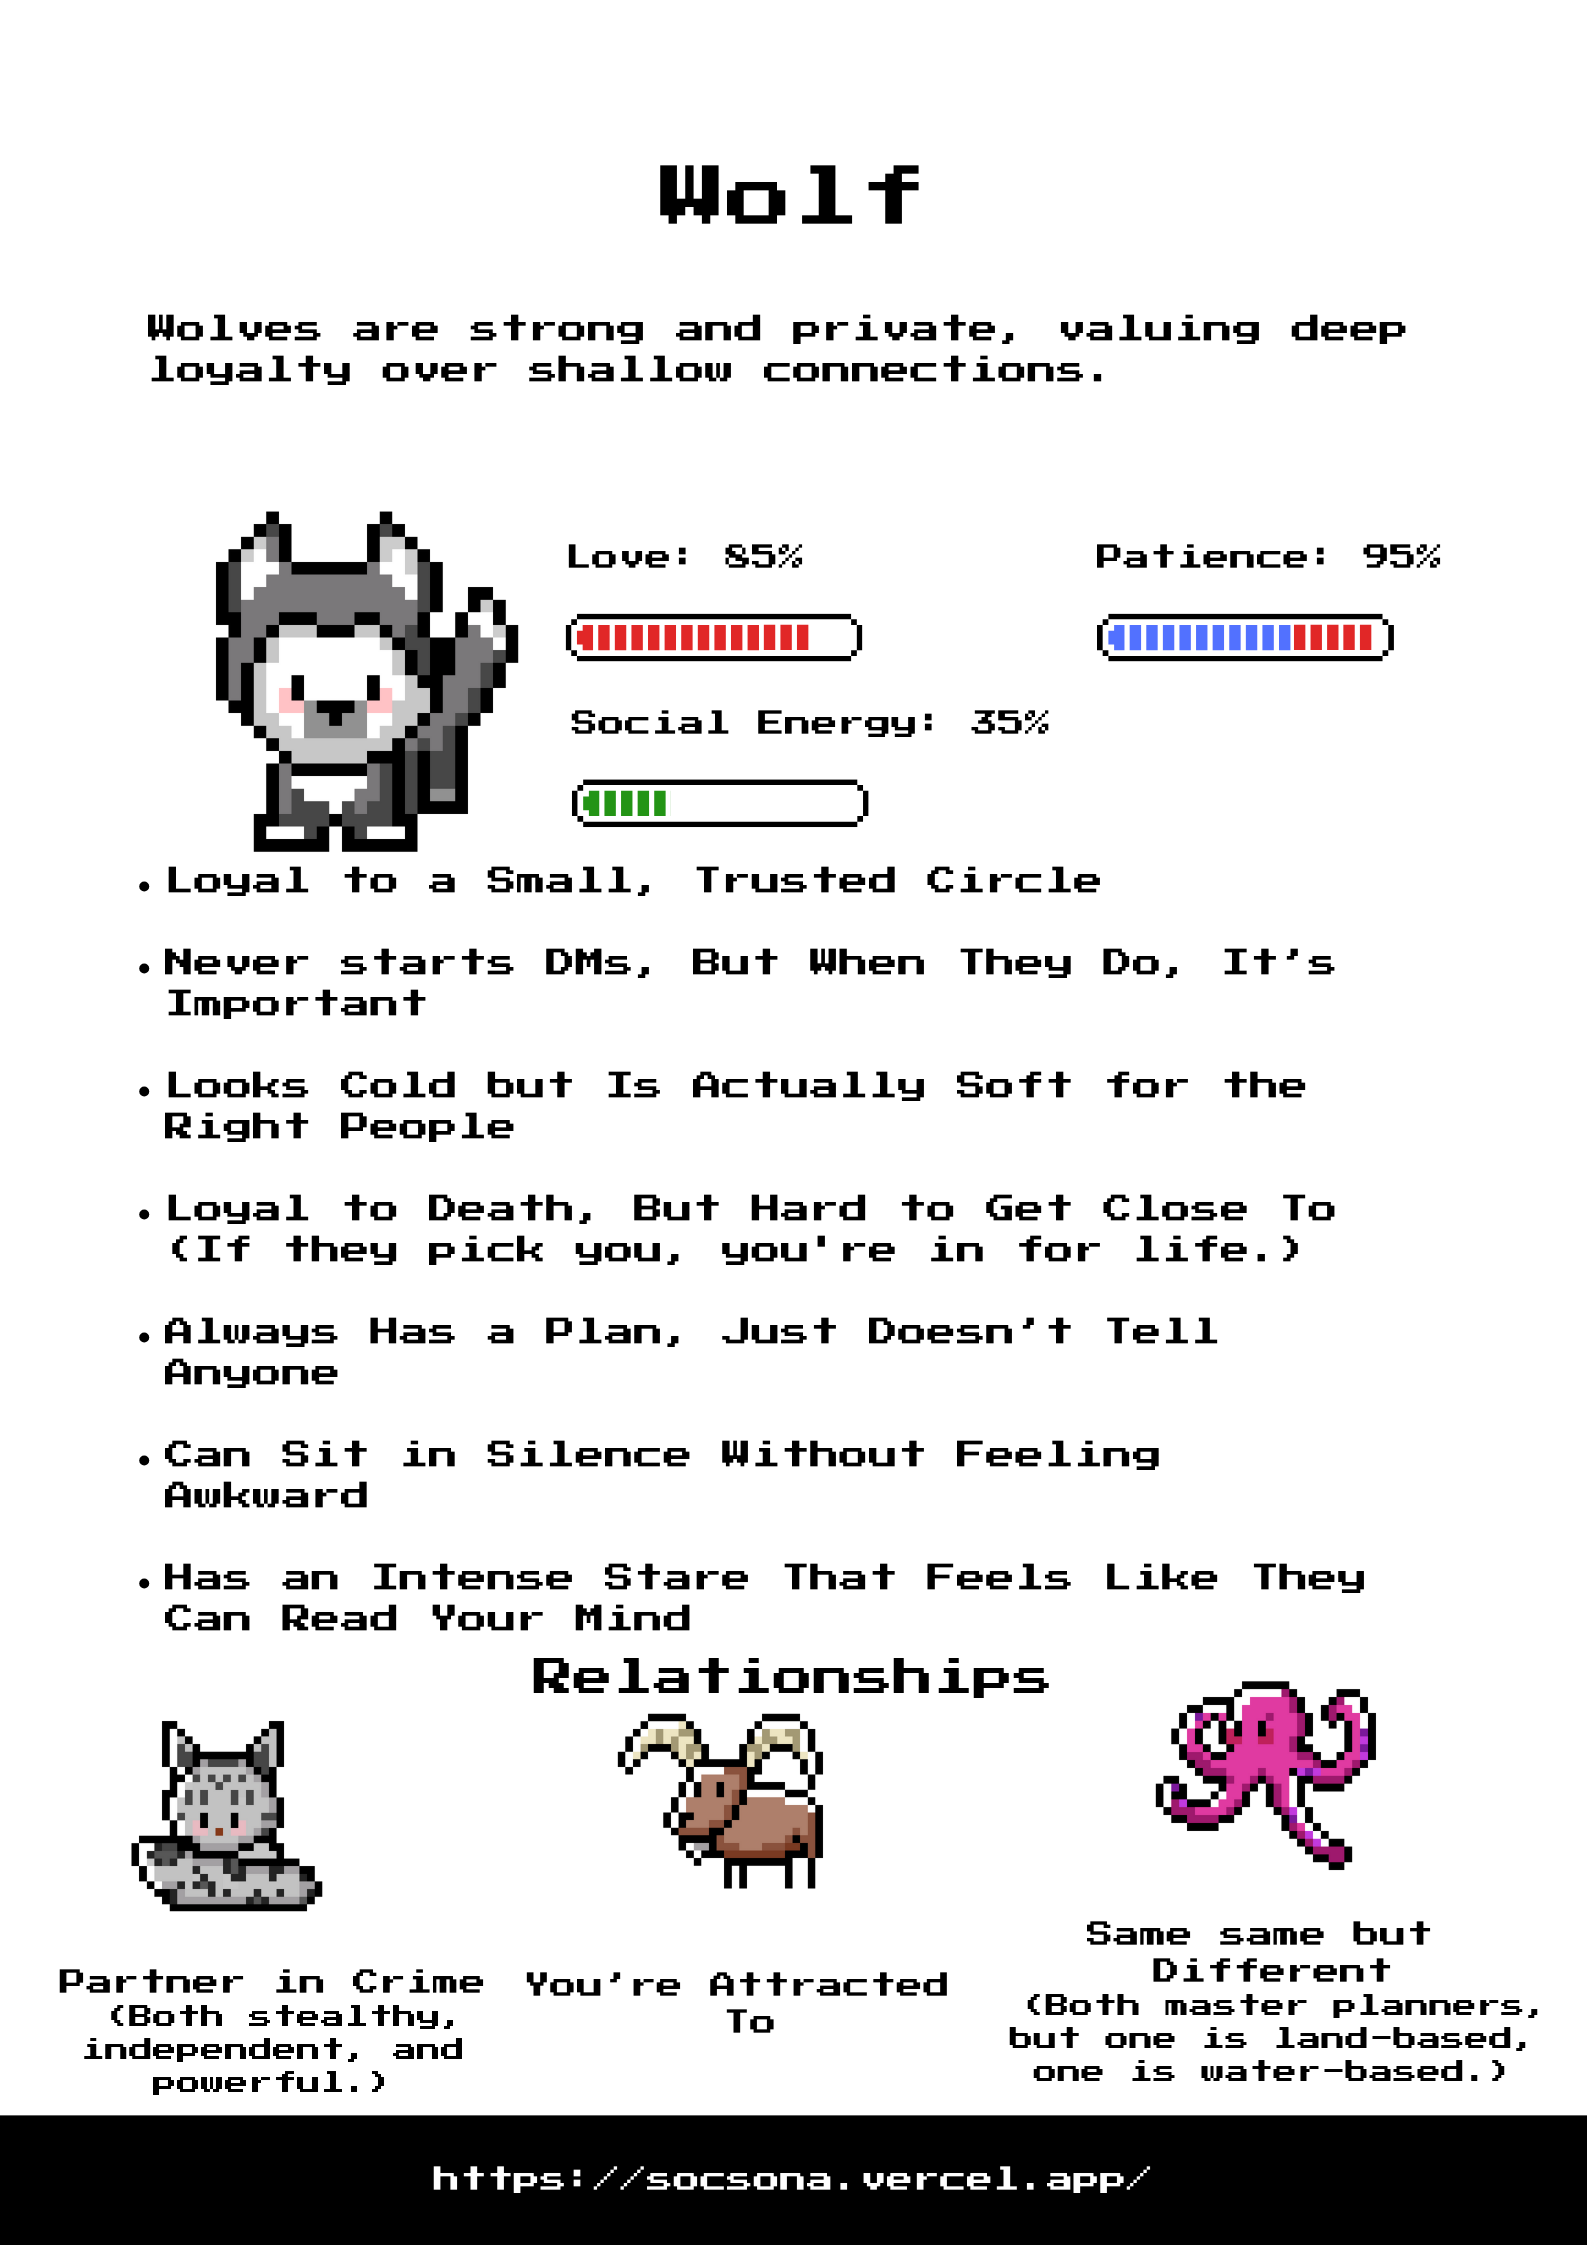 Wolf
Wolves are strong and private, valuing deep
loyalty over shallow connections.
Love: 85%
Patience: 95%
Social Energy: 35%
• Loyal to a Small, Trusted Circle
• Never starts DMs, But When They Do, It’s
Important
• Looks Cold but Is Actually Soft for the
Right People
• Loyal to Death, But Hard to Get Close To
(If they pick you, you're in for life.)
• Always Has a Plan, Just Doesn’t Tell
Anyone
• Can Sit in Silence Without Feeling
Awkward
• Has an Intense Stare That Feels Like They
Can Read Your Mind
Relationships
Partner in Crime
(Both stealthy,
independent, and
powerful.)
You’re Attracted
To
Same same but
Different
(Both master planners,
but one is land-based,
one is water-based.)
https://socsona.vercel.app/